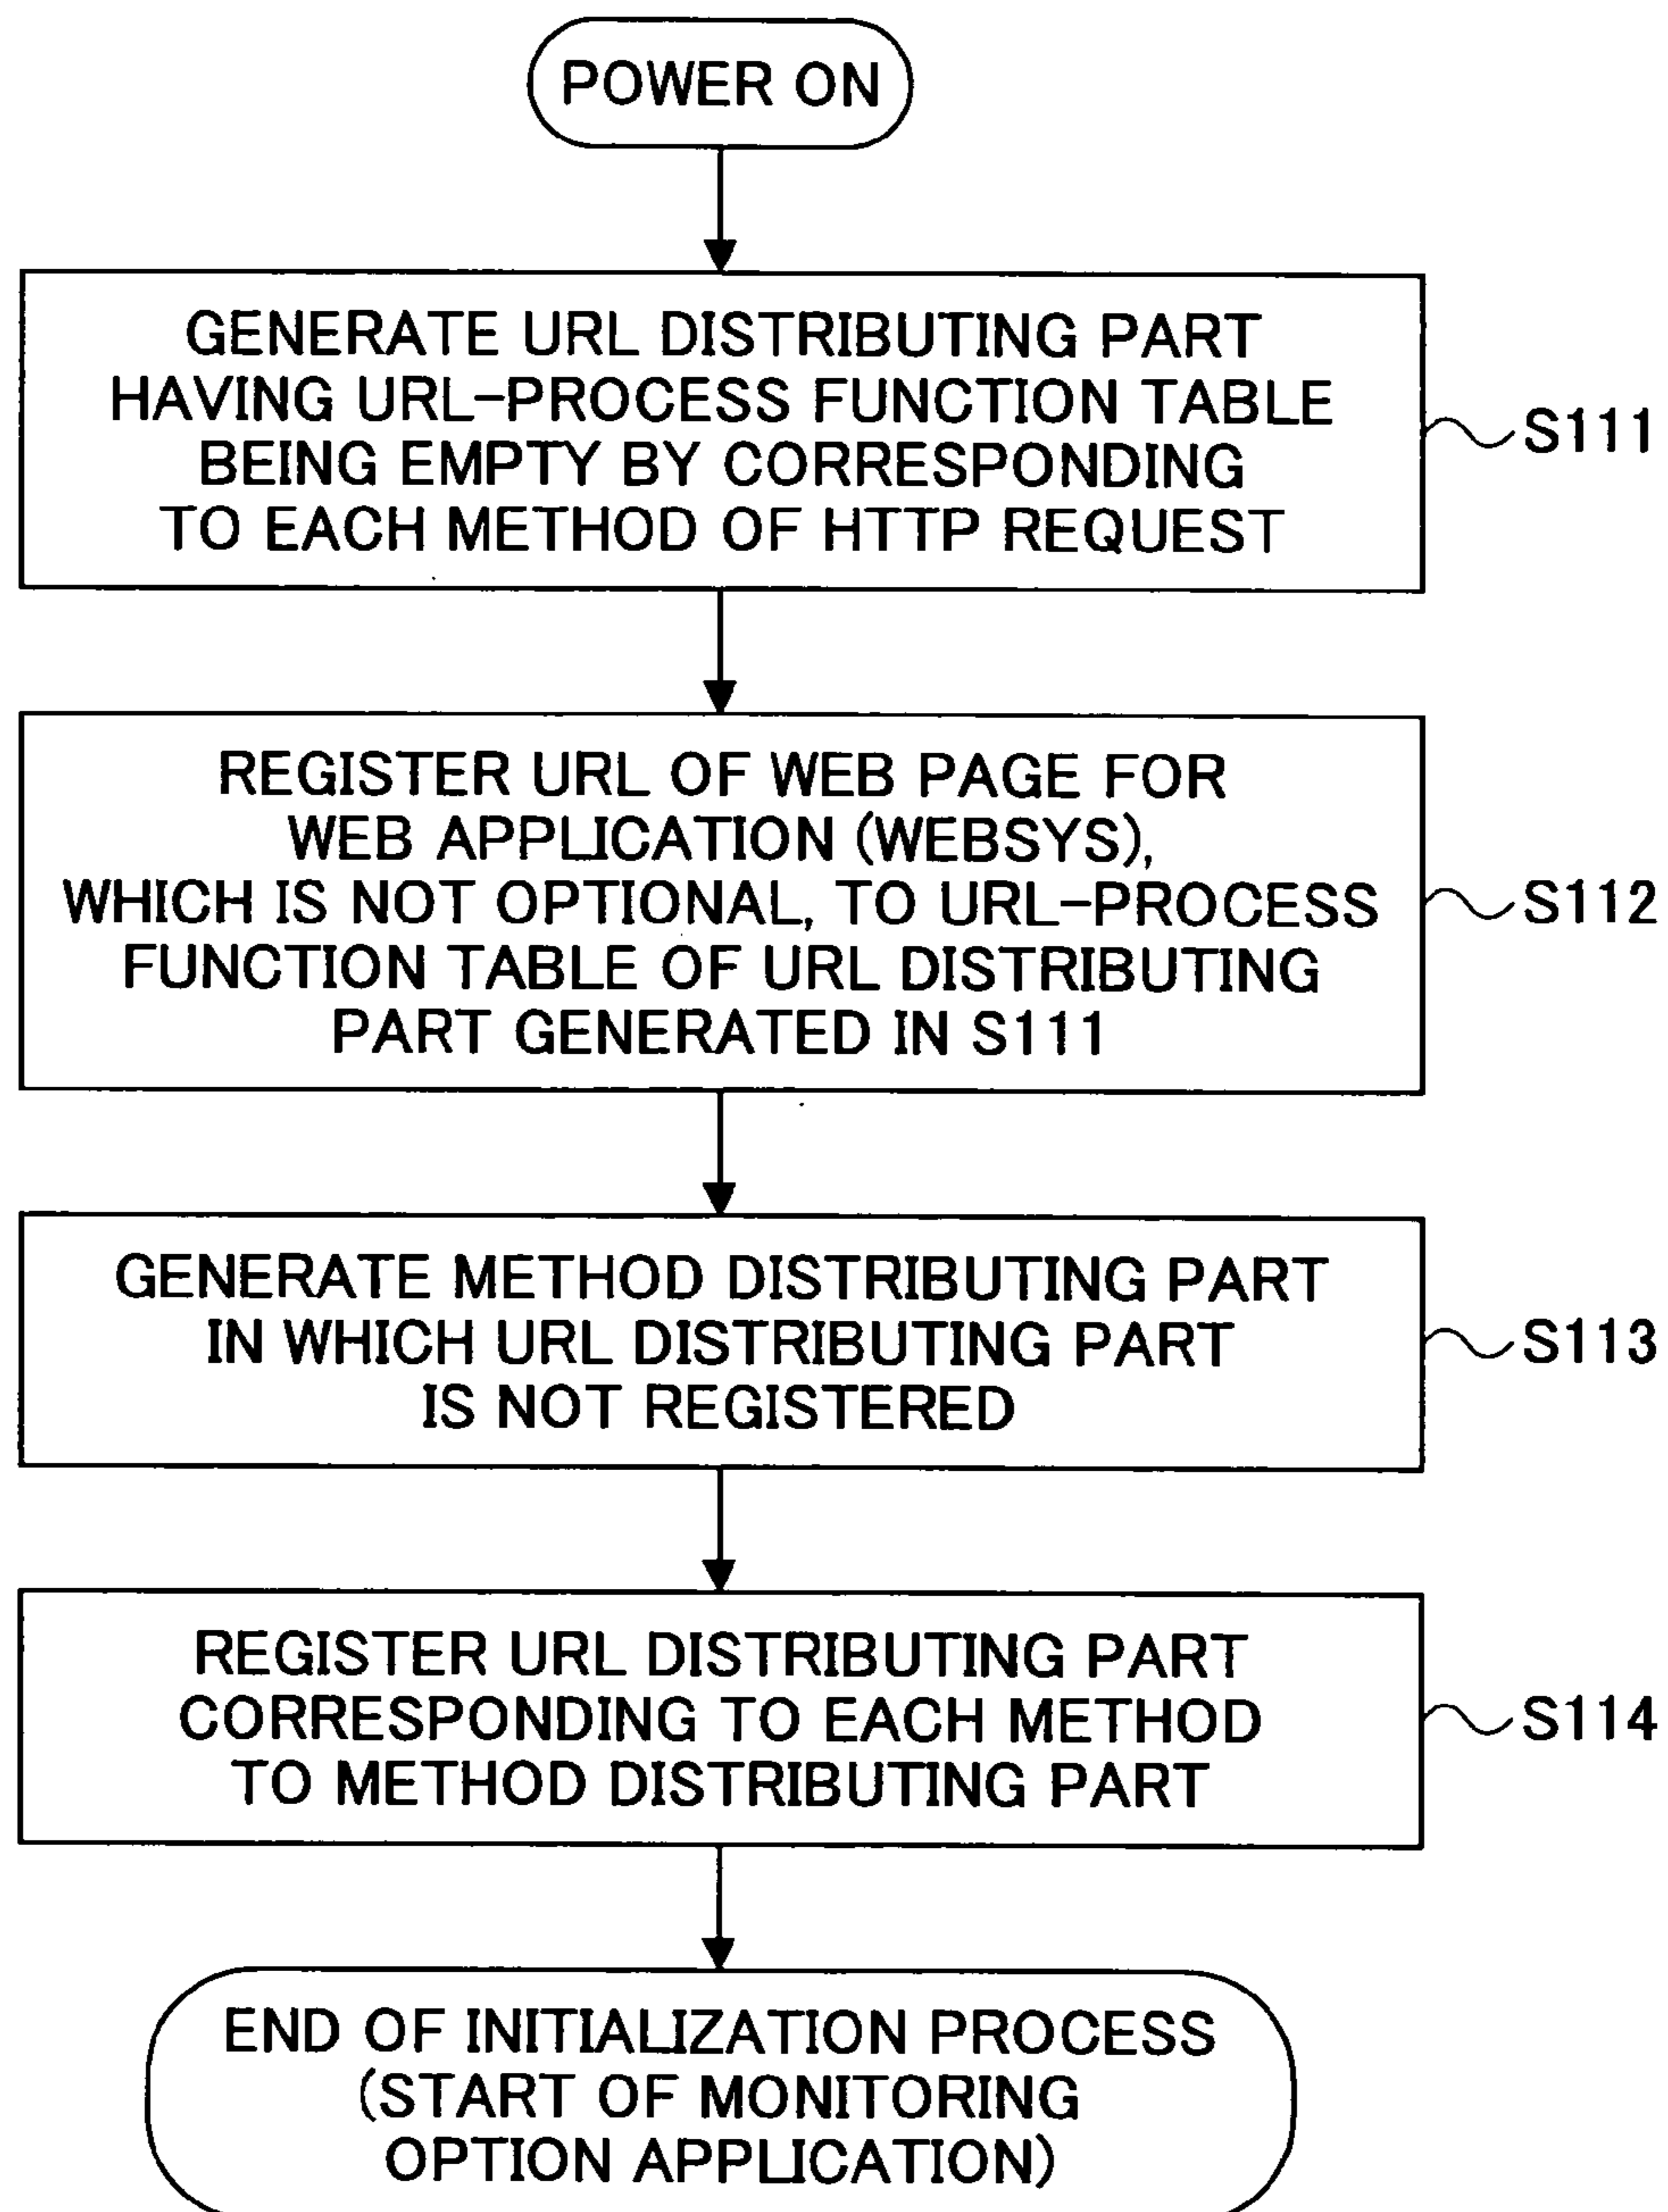 POWER ON
GENERATE URL DISTRIBUTING PART
HAVING URL-PROCESS FUNCTION TABLE
BEING EMPTY BY CORRESPONDING
TO EACH METHOD OF HTTP REQUEST
S111
REGISTER URL OF WEB PAGE FOR
WEB APPLICATION (WEBSYS),
WHICH IS NOT OPTIONAL, TO URL-PROCESS
FUNCTION TABLE OF URL DISTRIBUTING
PART GENERATED IN S111
S112
GENERATE METHOD DISTRIBUTING PART
IN WHICH URL DISTRIBUTING PART
IS NOT REGISTERED
S113
REGISTER URL DISTRIBUTING PART
CORRESPONDING TO EACH METHOD
TO METHOD DISTRIBUTING PART
S114
END OF INITIALIZATION PROCESS
(START OF MONITORING
OPTION APPLICATION)